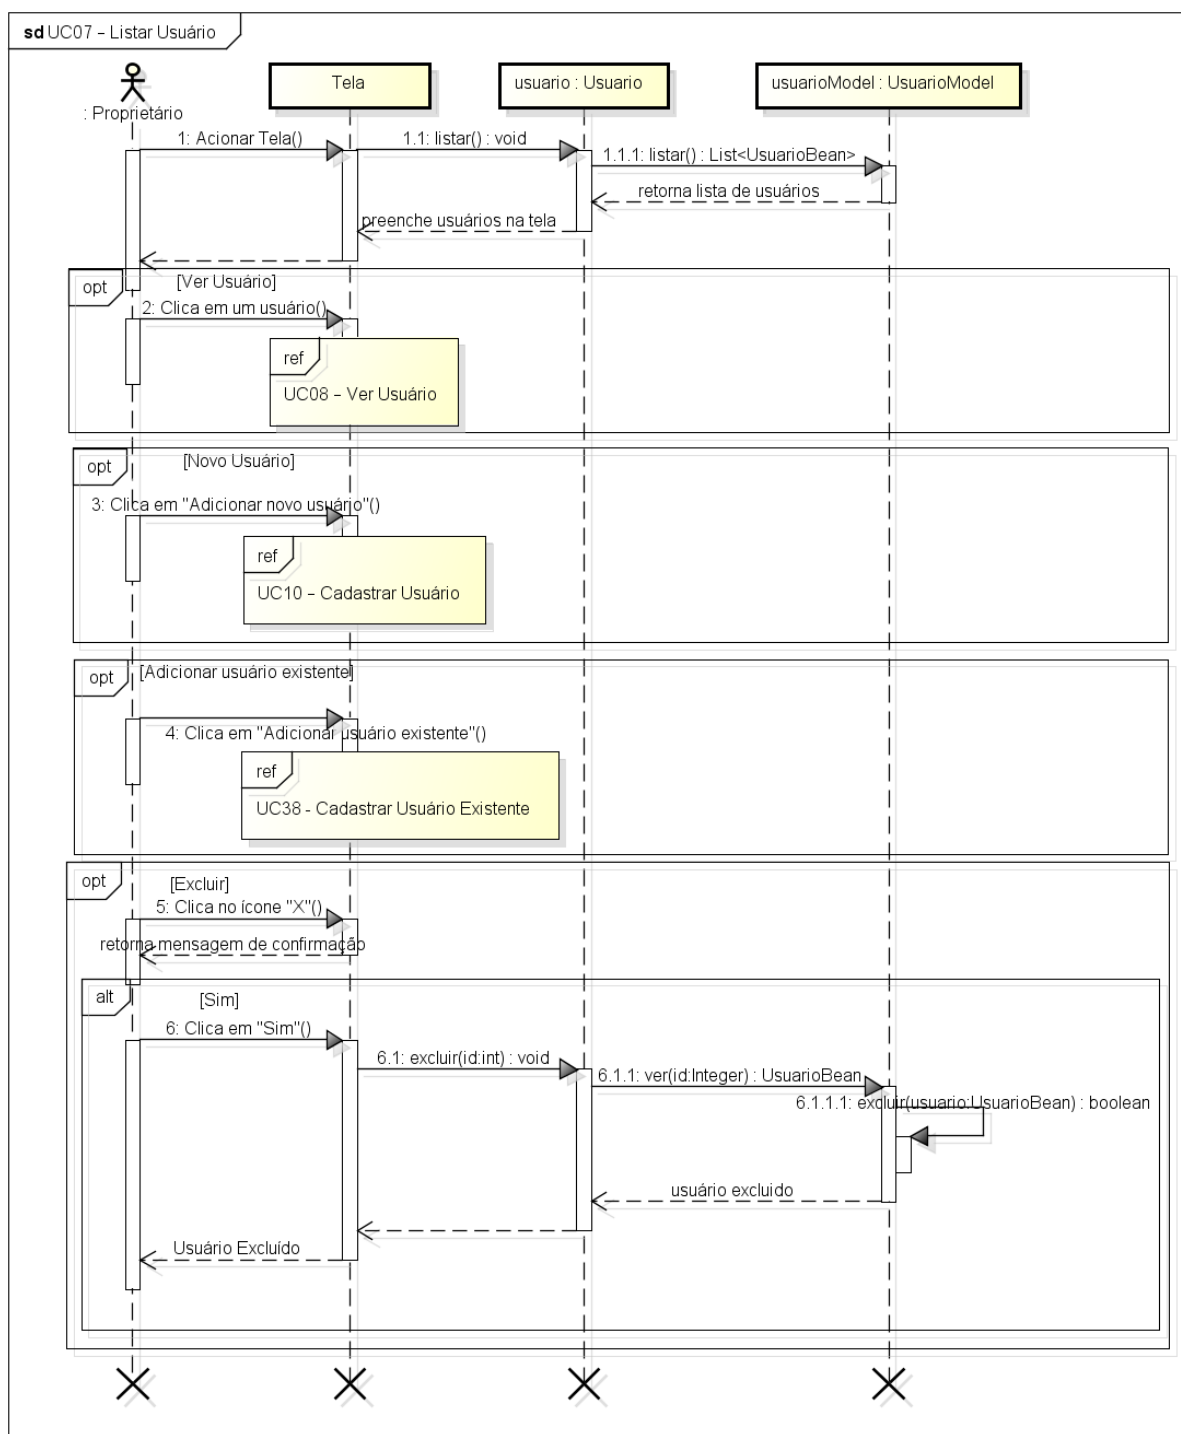 sd UC07 – Listar Usuário
: Proprietário
Tela
usuario : Usuario
usuarioModel : UsuarioModel
1: Acionar Tela()
1.1: listar() : void
1.1.1: listar() : List<UsuarioBean>
retorna lista de usuários
preenche usuários na tela
opt
[Ver Usuário]
2: Clica em um usuário()
ref
UC08 – Ver Usuário
opt
[Novo Usuário]
3: Clica em "Adicionar novo usuário"()
ref
UC10 – Cadastrar Usuário
opt
[Adicionar usuário existente]
4: Clica em "Adicionar usuário existente"()
ref
UC38 - Cadastrar Usuário Existente
opt
[Excluir]
5: Clica no ícone "X"()
retorna mensagem de confirmação
alt
[Sim]
6: Clica em "Sim"()
6.1: excluir(id:int) : void
6.1.1: ver(id:Integer) : UsuarioBean
6.1.1.1: excluir(usuario:UsuarioBean) : boolean
usuário excluido
Usuário Excluído